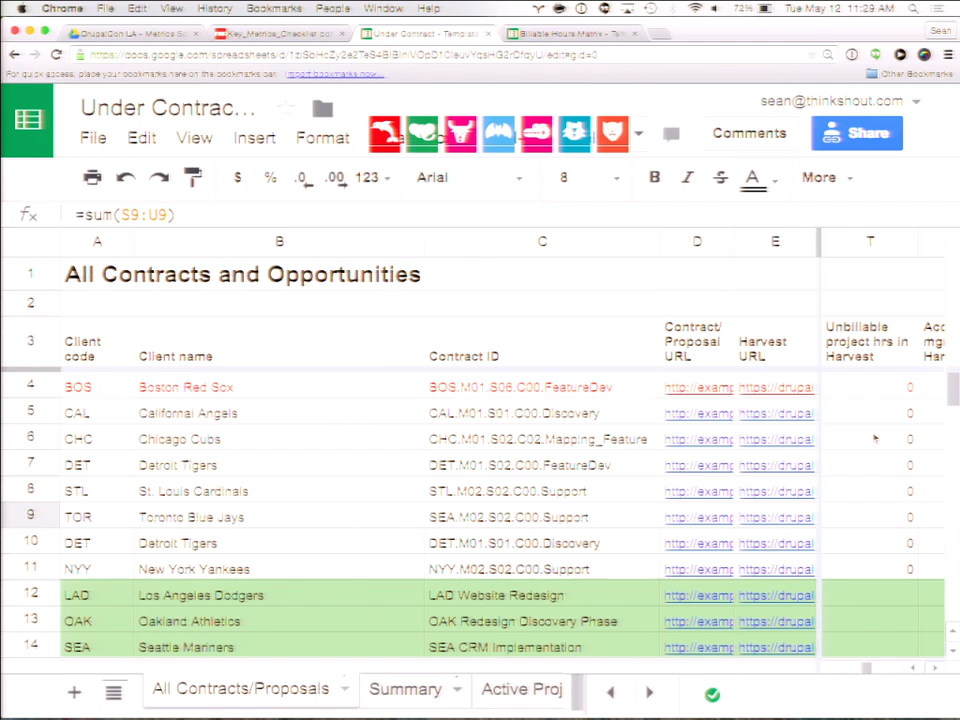 Chrome File Edit View History Bookmarks People Window Help 72% Tue May 12 11:29 AM
DrupalCon LA - Metrics Key_Metrics_Checklist Under Contract - Billable Hours Matrix - Sean
For quick access, place your bookmarks here on the bookmarks bar. Import bookmarks now... Other Bookmarks
Under Contrac... sean@thinkshout.com
File Edit View Insert Format Comments Share
$ % .0 .00 123 Arial 8 B I S A More
fx =sum(S9:U9)
A B C D E T
1 All Contracts and Opportunities
2
3 Client code Client name Contract ID Contract/ Proposal URL Harvest URL Unbillable project hrs in Harvest
4 BOS Boston Red Sox BOS.M01.S06.C00.FeatureDev http://examp https://drupal 0
5 CAL Californai Angels CAL.M01.S01.C00.Discovery http://examp https://drupal 0
6 CHC Chicago Cubs CHC.M01.S02.C02.Mapping_Feature http://examp https://drupal 0
7 DET Detroit Tigers DET.M01.S02.C00.FeatureDev http://examp https://drupal 0
8 STL St. Louis Cardinals STL.M02.S02.C00.Support http://examp https://drupal 0
9 TOR Toronto Blue Jays SEA.M02.S02.C00.Support http://examp https://drupal 0
10 DET Detroit Tigers DET.M01.S01.C00.Discovery http://examp https://drupal 0
11 NYY New York Yankees NYY.M02.S02.C00.Support http://examp https://drupal 0
12 LAD Los Angeles Dodgers LAD Website Redesign http://examp https://drupal
13 OAK Oakland Athletics OAK Redesign Discovery Phase http://examp https://drupal
14 SEA Seattle Mariners SEA CRM Implementation http://examp https://drupal
All Contracts/Proposals Summary Active Proj